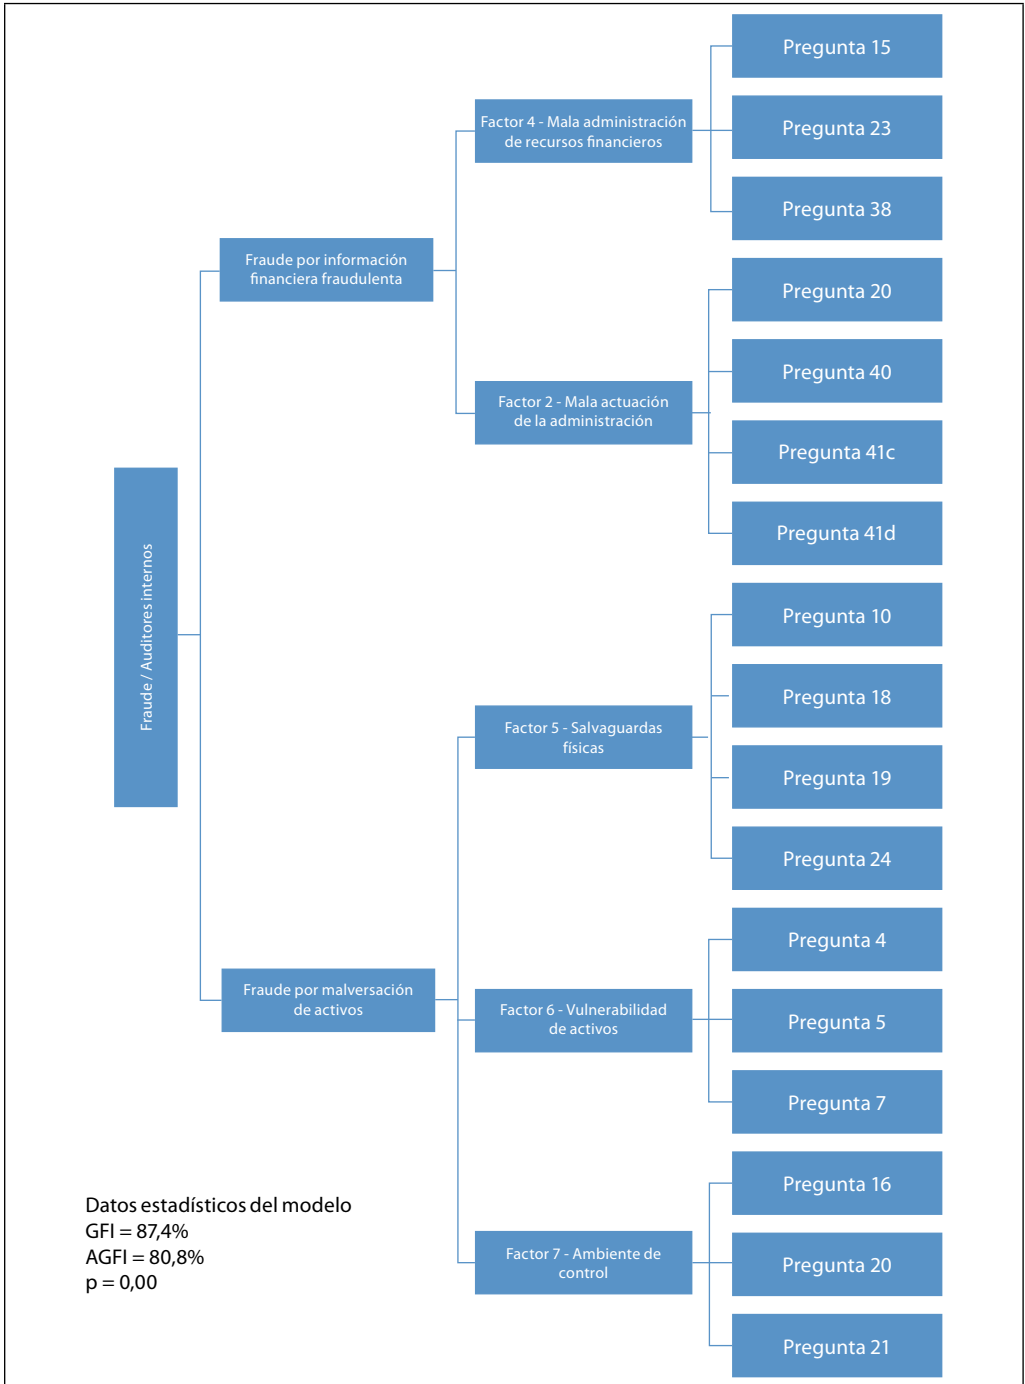 Pregunta 15
Factor 4 - Mala administración
de recursos financieros
Pregunta 23
Pregunta 38
Fraude por información
financiera fraudulenta
Pregunta 20
Pregunta 40
Factor 2 - Mala actuación
de la administración
Pregunta 41c
Pregunta 41d
Fraude / Auditores internos
Pregunta 10
Pregunta 18
Factor 5 - Salvaguardas
físicas
Pregunta 19
Pregunta 24
Pregunta 4
Fraude por malversación
de activos
Factor 6 - Vulnerabilidad
de activos
Pregunta 5
Pregunta 7
Pregunta 16
Factor 7 - Ambiente de
control
Pregunta 20
Pregunta 21
Datos estadísticos del modelo
GFI = 87,4%
AGFI = 80,8%
p = 0,00